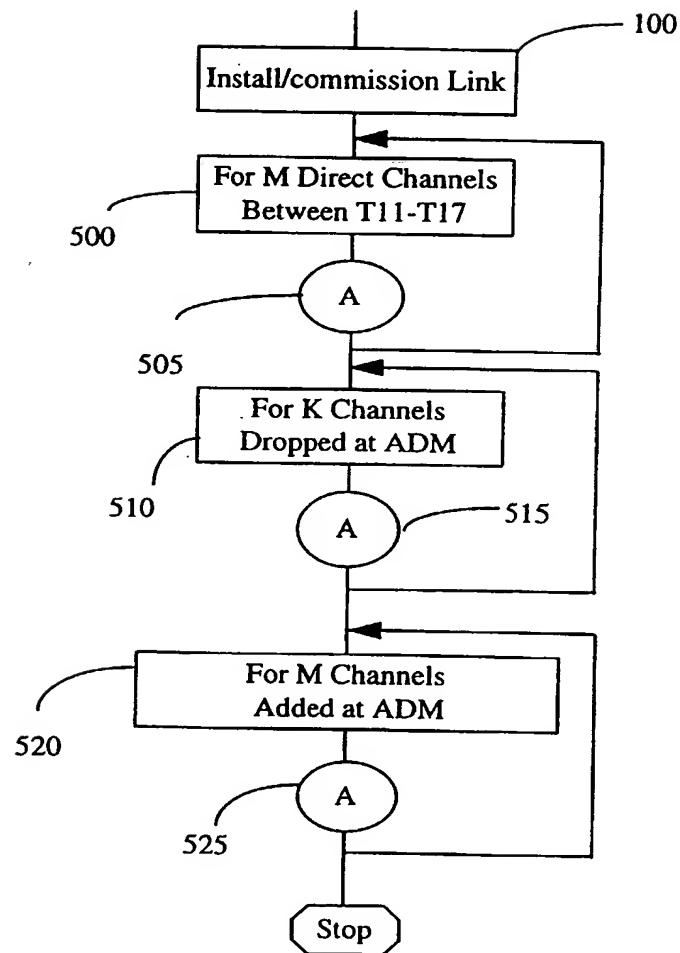 100
Install/commission Link
For M Direct Channels
Between T11-T17
500
A
505
For K Channels
Dropped at ADM
510
A
515
For M Channels
Added at ADM
520
A
525
Stop